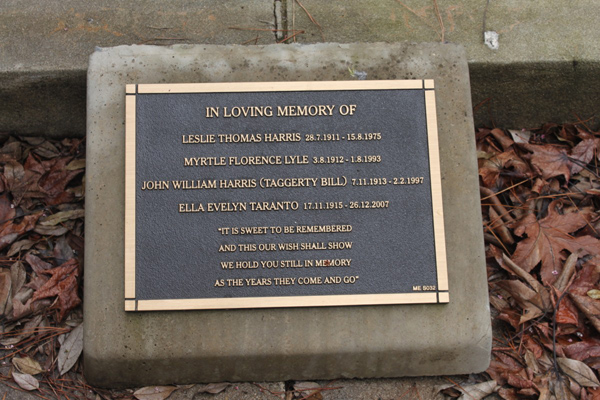 IN LOVING MEMORY OF
LESLIE THOMAS HARRIS 28.7.1911 - 15.8.1975
MYRTLE FLORENCE LYLE 3.8.1912 - 1.8.1993
JOHN WILLIAM HARRIS (TAGGERTY BILL) 7.11.1913 - 2.2.1997
ELLA EVELYN TARANTO 17.11.1915 - 26.12.2007
"IT IS SWEET TO BE REMEMBERED
AND THIS OUR WISH SHALL SHOW
WE HOLD YOU STILL IN MEMORY
AS THE YEARS THEY COME AND GO"
ME B032